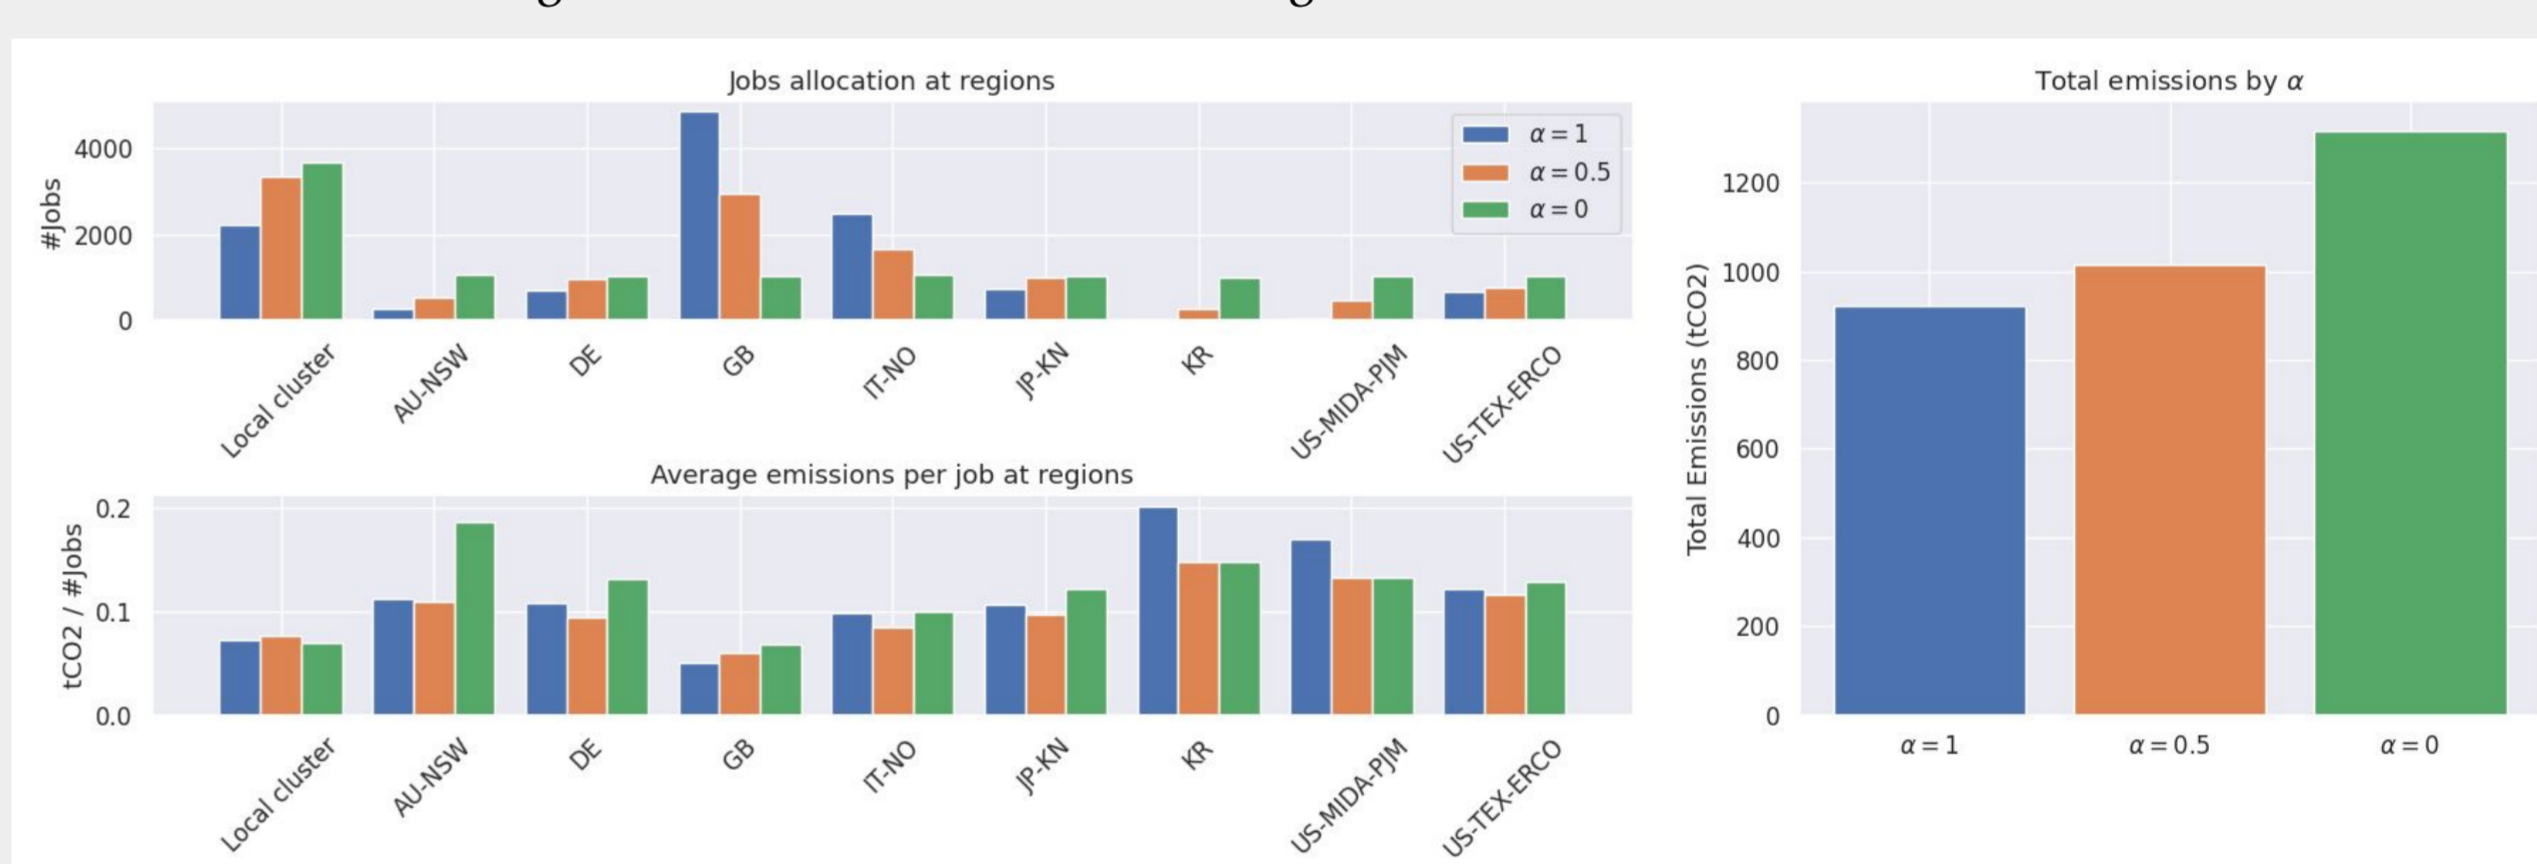 Jobs allocation at regions
#Jobs
4000
2000
0
α = 1
α = 0.5
α = 0
Local cluster
AU-NSW
DE
GB
IT-NO
JP-KN
KR
US-MIDA-PJM
US-TEX-ERCO
Average emissions per job at regions
tCO2 / #Jobs
0.2
0.1
0.0
Local cluster
AU-NSW
DE
GB
IT-NO
JP-KN
KR
US-MIDA-PJM
US-TEX-ERCO
Total emissions by α
Total Emissions (tCO2)
1200
1000
800
600
400
200
0
α = 1
α = 0.5
α = 0